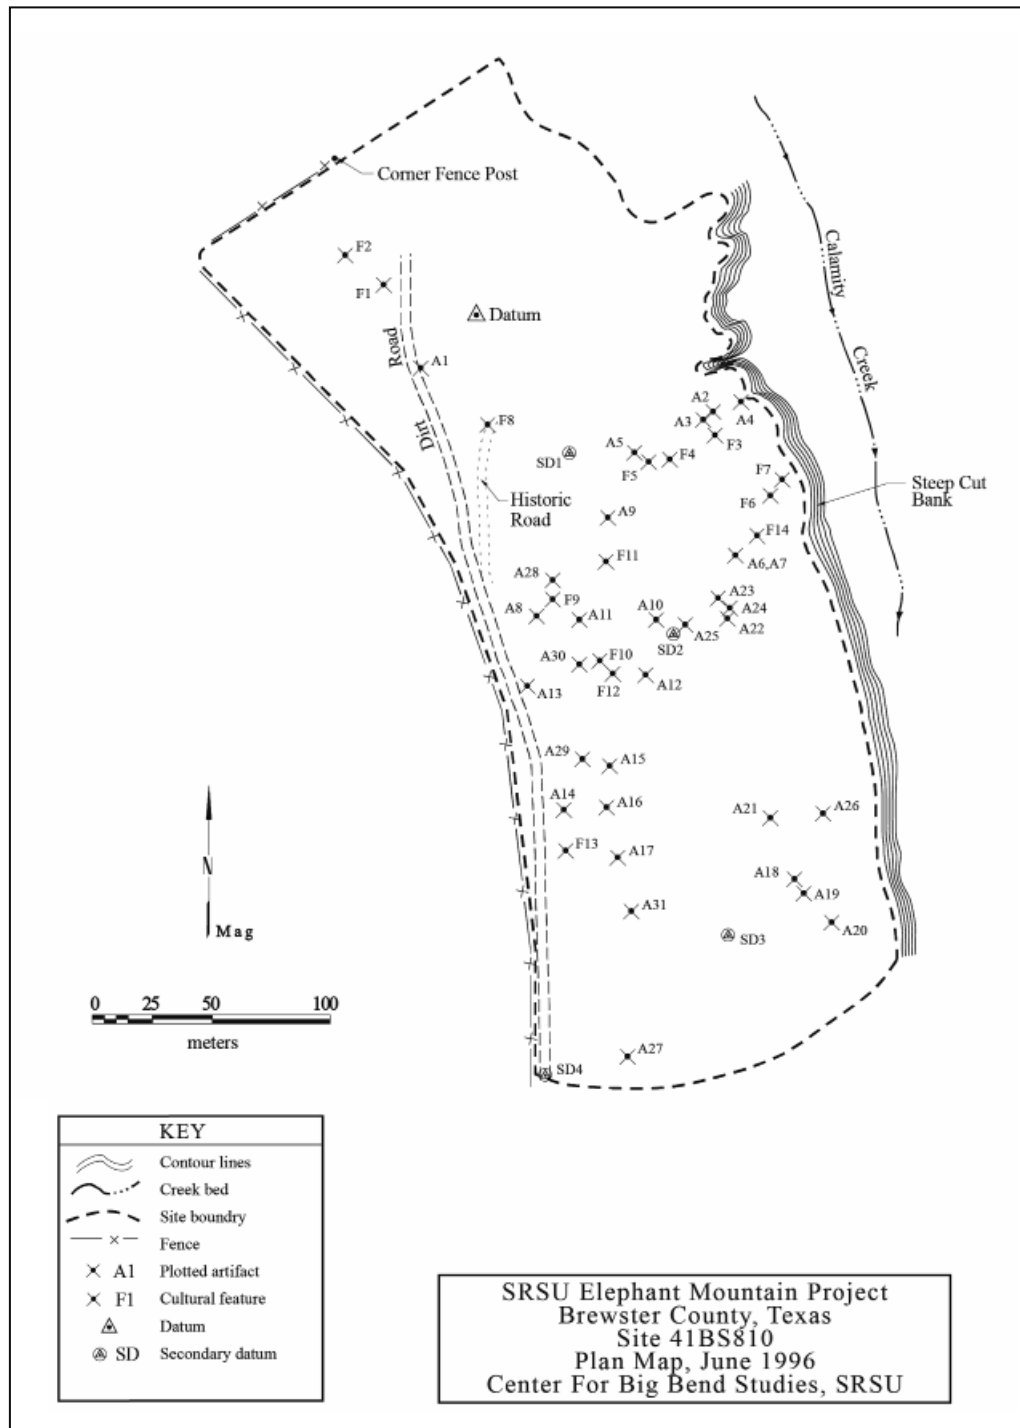 Corner Fence Post
F2
F1
Datum
Road
A1
Calamity
Creek
Dirt
F8
A2
A3
A4
F3
SD1
A5
F4
F5
F7
F6
Steep Cut
Bank
Historic
Road
A9
F14
F11
A6,A7
A28
F9
A8
A11
A10
A23
A24
A22
A25
SD2
A30
F10
F12
A12
A13
A29
A15
A14
A16
A21
A26
F13
A17
A18
A19
A31
A20
SD3
N
Mag
0 25 50 100
meters
A27
SD4
KEY
Contour lines
Creek bed
Site boundry
Fence
A1 Plotted artifact
F1 Cultural feature
Datum
SD Secondary datum
SRSU Elephant Mountain Project
Brewster County, Texas
Site 41BS810
Plan Map, June 1996
Center For Big Bend Studies, SRSU